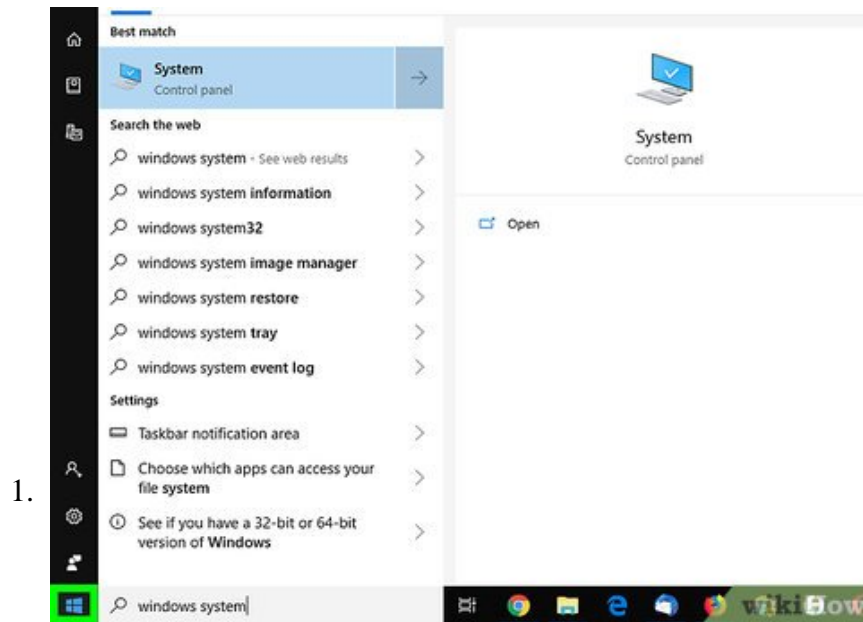 Best match
System
Control panel
Search the web
windows system - See web results
windows system information
windows system32
windows system image manager
windows system restore
windows system tray
windows system event log
Settings
Taskbar notification area
Choose which apps can access your
file system
See if you have a 32-bit or 64-bit
version of Windows
windows system
System
Control panel
Open
1.
wikiHow